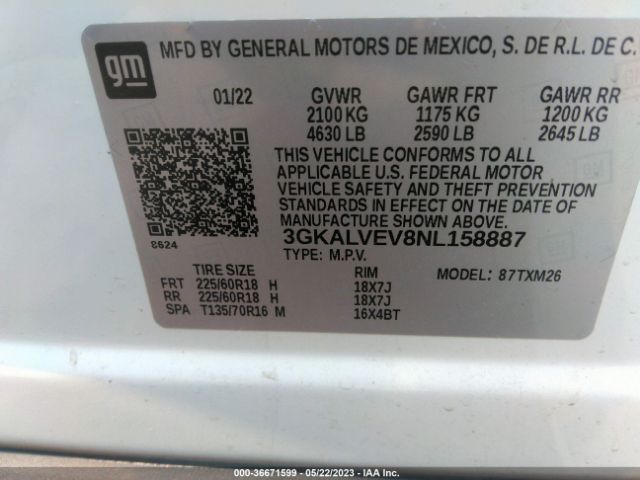 gm
MFD BY GENERAL MOTORS DE MEXICO, S. DE R.L. DE C.
01/22 GVWR GAWR FRT GAWR RR
2100 KG 1175 KG 1200 KG
4630 LB 2590 LB 2645 LB
THIS VEHICLE CONFORMS TO ALL
APPLICABLE U.S. FEDERAL MOTOR
VEHICLE SAFETY AND THEFT PREVENTION
STANDARDS IN EFFECT ON THE DATE OF
MANUFACTURE SHOWN ABOVE.
8624
3GKALVEV8NL158887
TYPE: M.P.V.
TIRE SIZE RIM MODEL: 87TXM26
FRT 225/60R18 H 18X7J
RR 225/60R18 H 18X7J
SPA T135/70R16 M 16X4BT
000-36671599 - 05/22/2023 - IAA Inc.